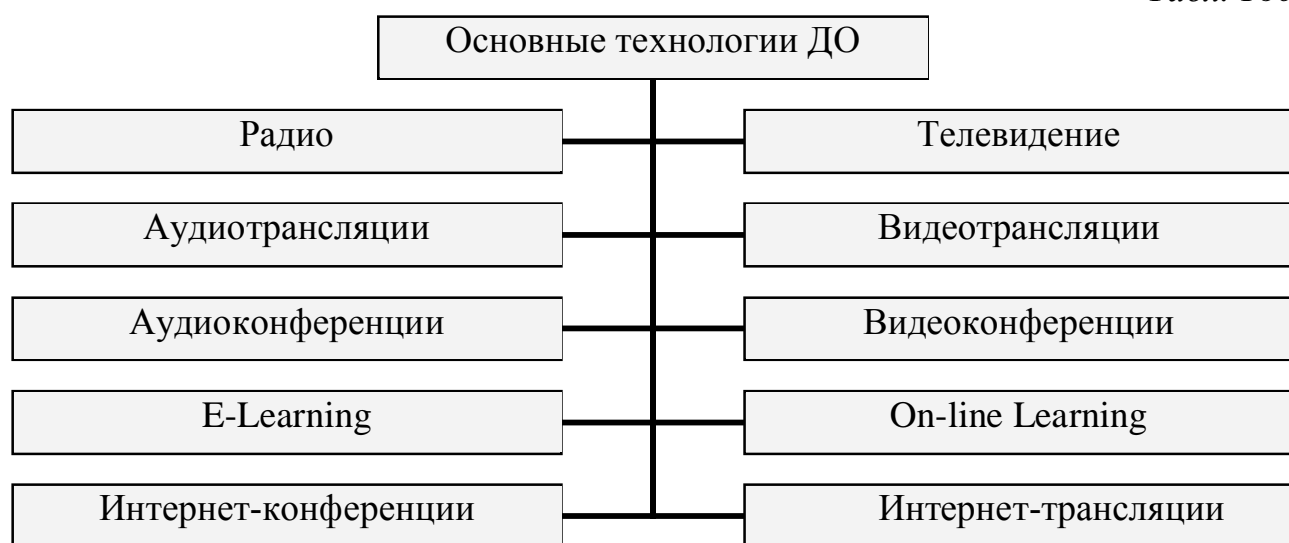 Основные технологии ДО
Радио
Телевидение
Аудиотрансляции
Видеотрансляции
Аудиоконференции
Видеоконференции
E-Learning
On-line Learning
Интернет-конференции
Интернет-трансляции